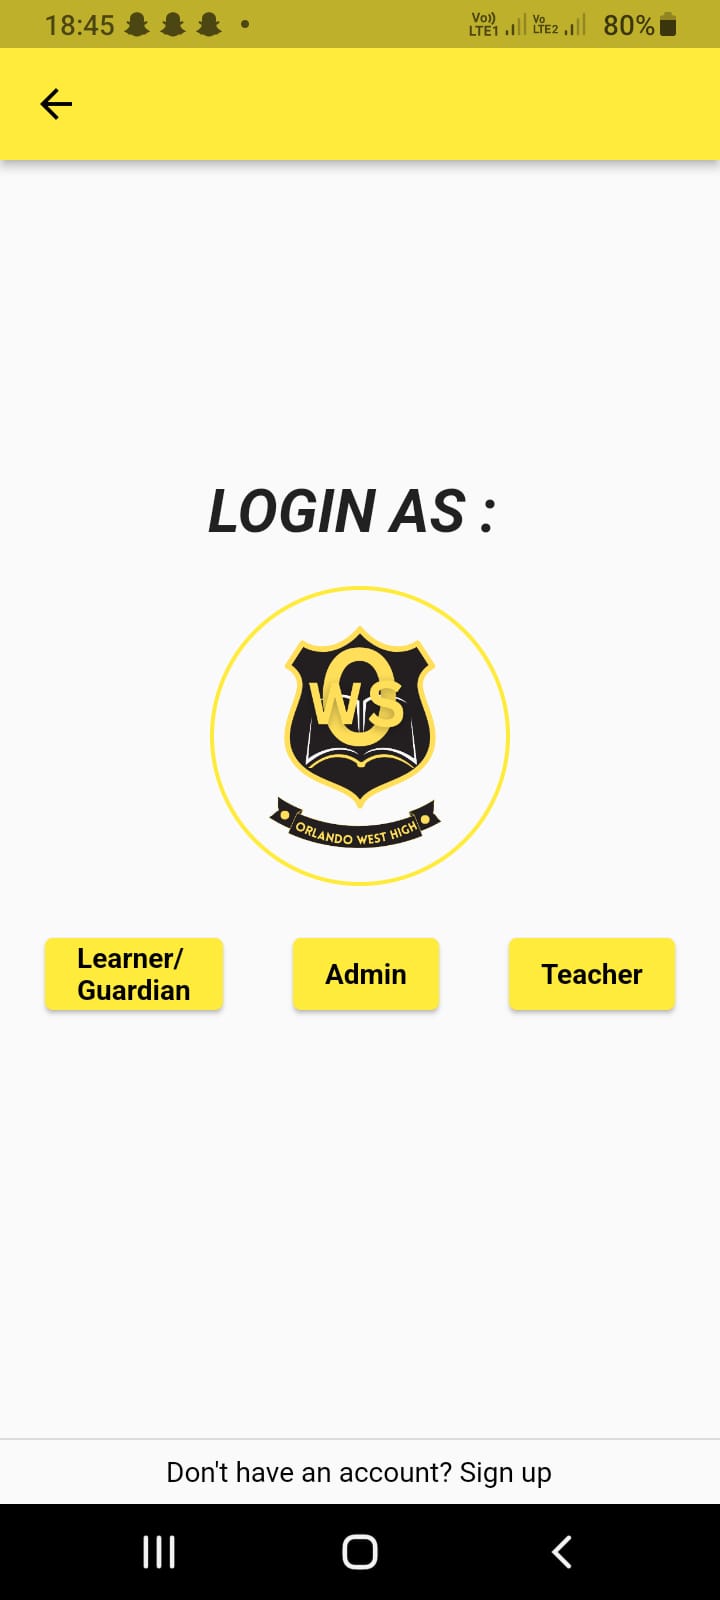 18:45
Vo)) LTE1 Vo LTE2 80%
LOGIN AS :
O
WS
ORLANDO WEST HIGH
Learner/
Guardian
Admin
Teacher
Don't have an account? Sign up